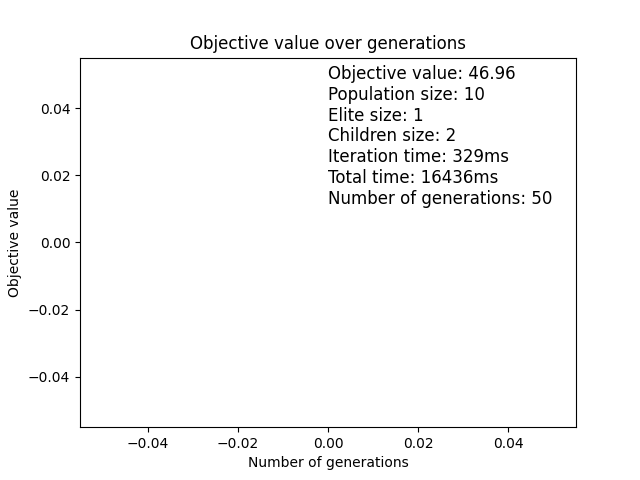 Objective value over generations
Objective value: 46.96
Population size: 10
Elite size: 1
Children size: 2
Iteration time: 329ms
Total time: 16436ms
Number of generations: 50
Objective value
0.04
0.02
0.00
−0.02
−0.04
−0.04 −0.02 0.00 0.02 0.04
Number of generations